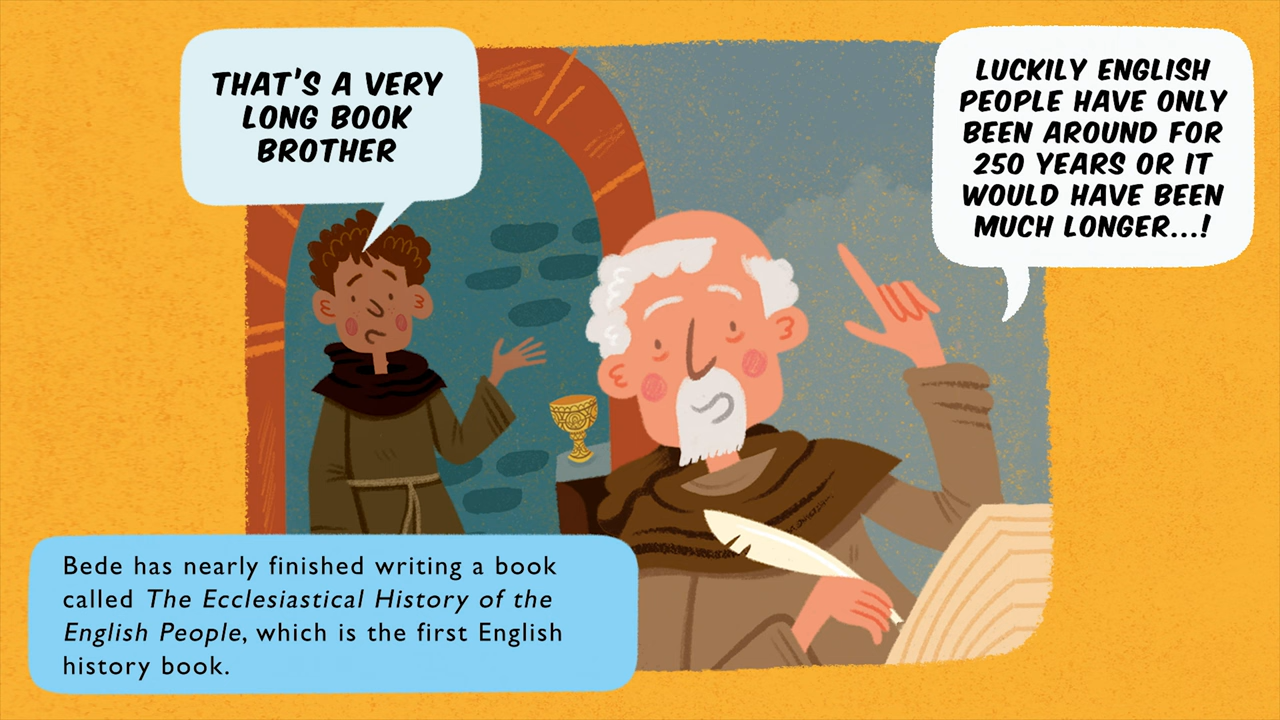 THAT'S A VERY
LONG BOOK
BROTHER
LUCKILY ENGLISH
PEOPLE HAVE ONLY
BEEN AROUND FOR
250 YEARS OR IT
WOULD HAVE BEEN
MUCH LONGER...!
Bede has nearly finished writing a book
called The Ecclesiastical History of the
English People, which is the first English
history book.